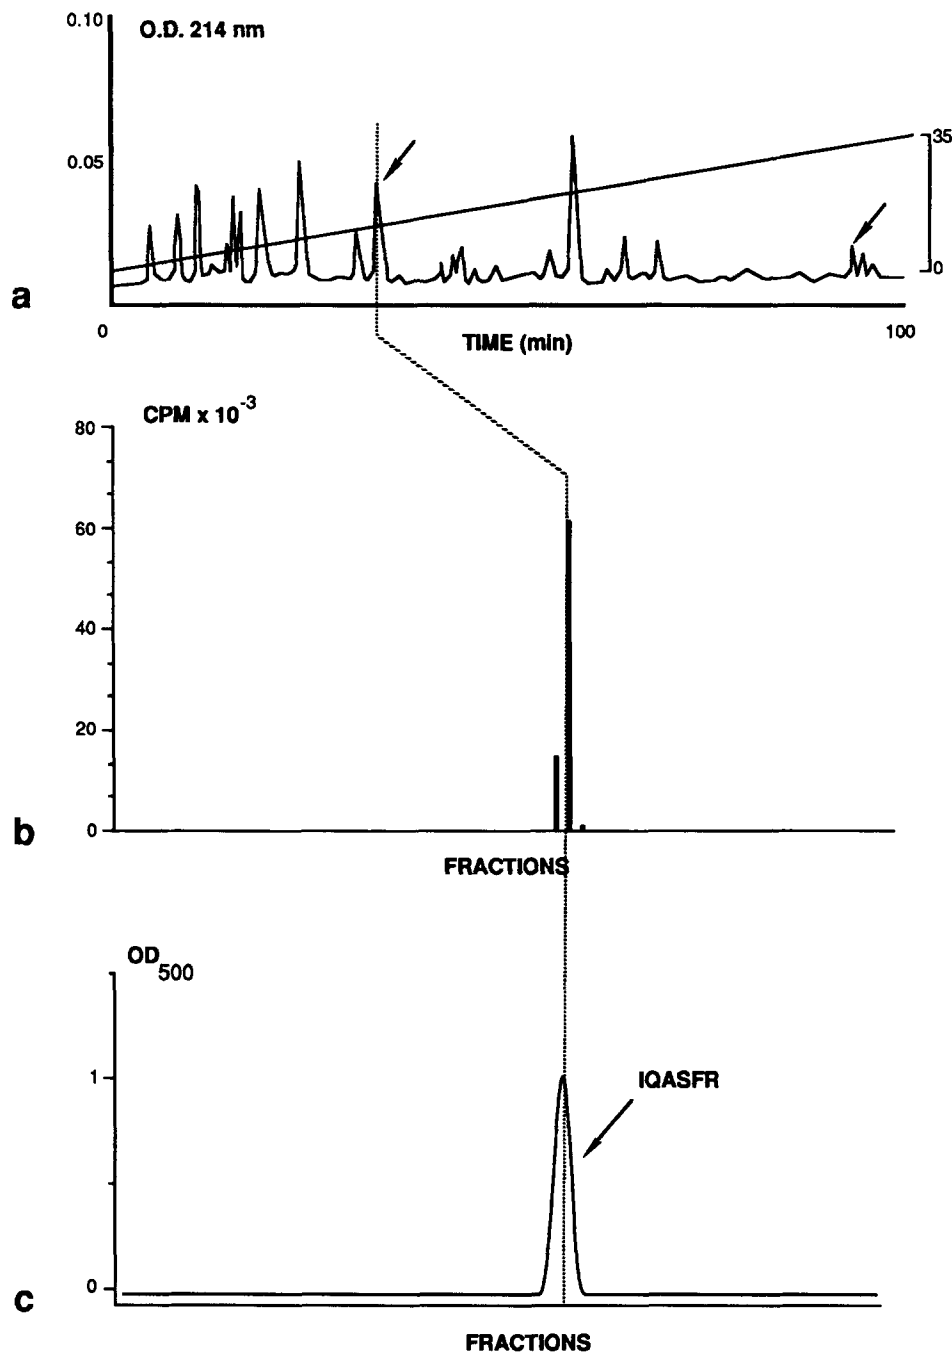 0.10
O.D. 214 nm
0.05
35
0
a
0
TIME (min)
100
CPM x 10-3
80
60
40
20
0
b
FRACTIONS
OD500
1
IQASFR
0
c
FRACTIONS